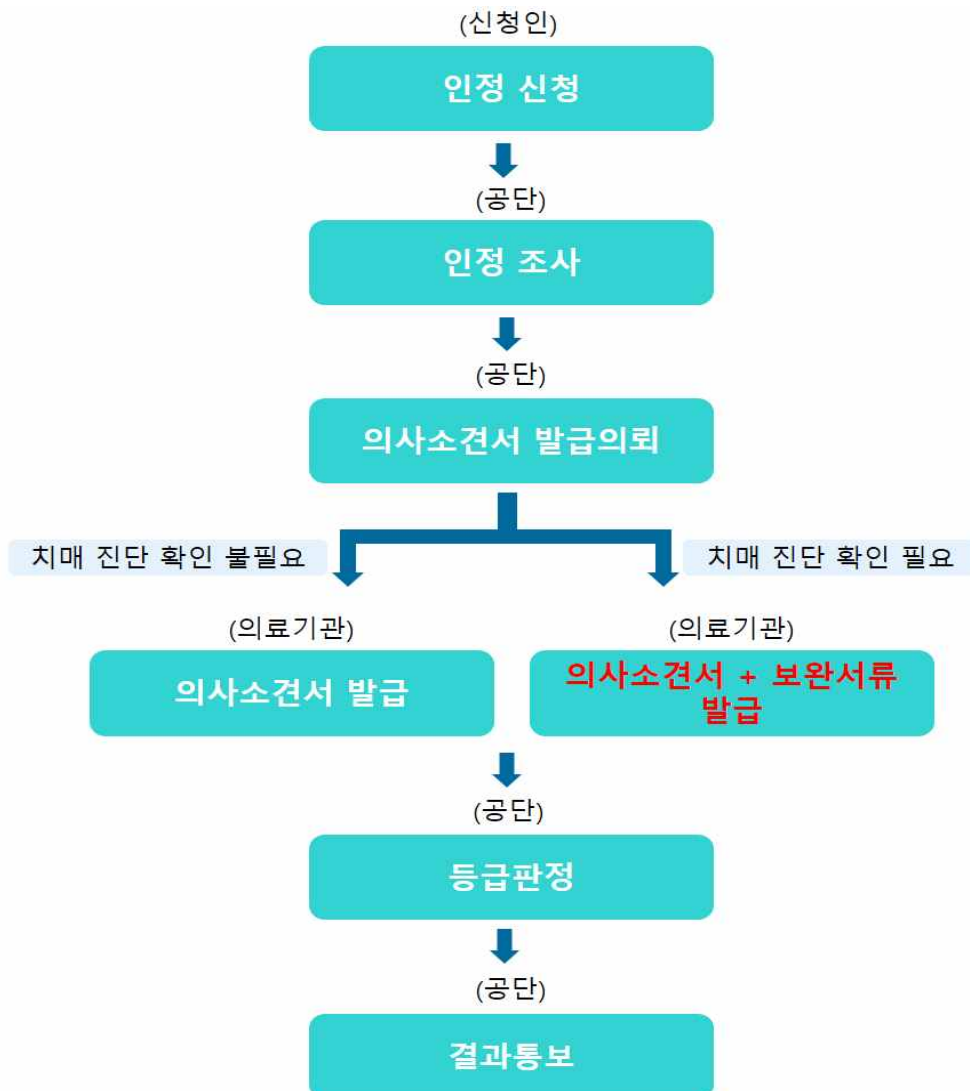 (신청인)
인정 신청
(공단)
인정 조사
(공단)
의사소견서 발급의뢰
치매 진단 확인 불필요
치매 진단 확인 필요
(의료기관)
의사소견서 발급
(의료기관)
의사소견서 + 보완서류
발급
(공단)
등급판정
(공단)
결과통보